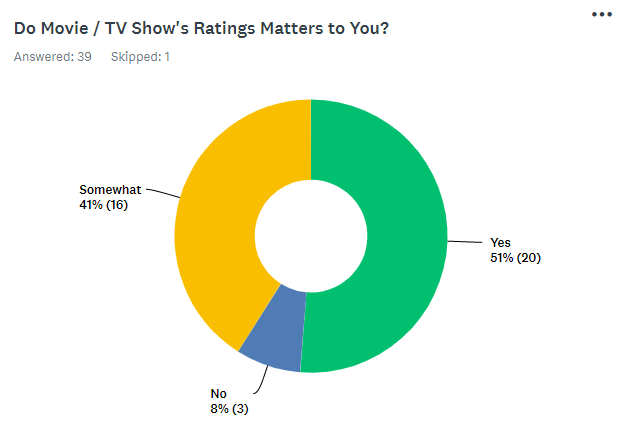 Do Movie / TV Show's Ratings Matters to You?
Answered: 39 Skipped: 1
Somewhat
41% (16)
Yes
51% (20)
No
8% (3)